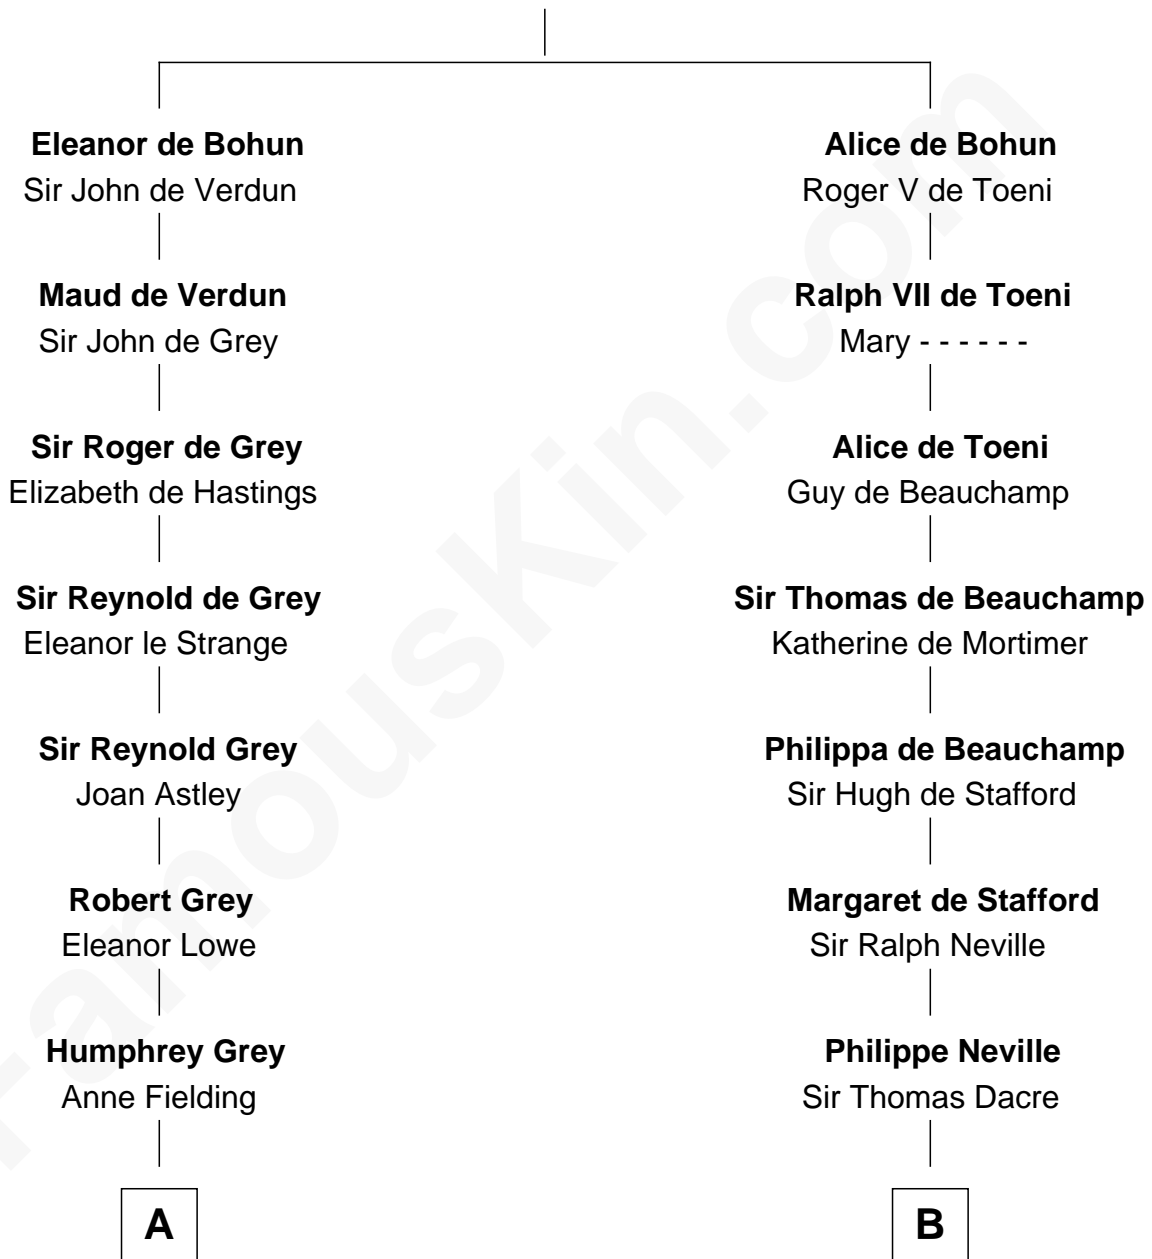 Eleanor de Bohun
Sir John de Verdun
Maud de Verdun
Sir John de Grey
Sir Roger de Grey
Elizabeth de Hastings
Sir Reynold de Grey
Eleanor le Strange
Sir Reynold Grey
Joan Astley
Robert Grey
Eleanor Lowe
Humphrey Grey
Anne Fielding
A
Alice de Bohun
Roger V de Toeni
Ralph VII de Toeni
Mary - - - - - -
Alice de Toeni
Guy de Beauchamp
Sir Thomas de Beauchamp
Katherine de Mortimer
Philippa de Beauchamp
Sir Hugh de Stafford
Margaret de Stafford
Sir Ralph Neville
Philippe Neville
Sir Thomas Dacre
B
FamousKin.com